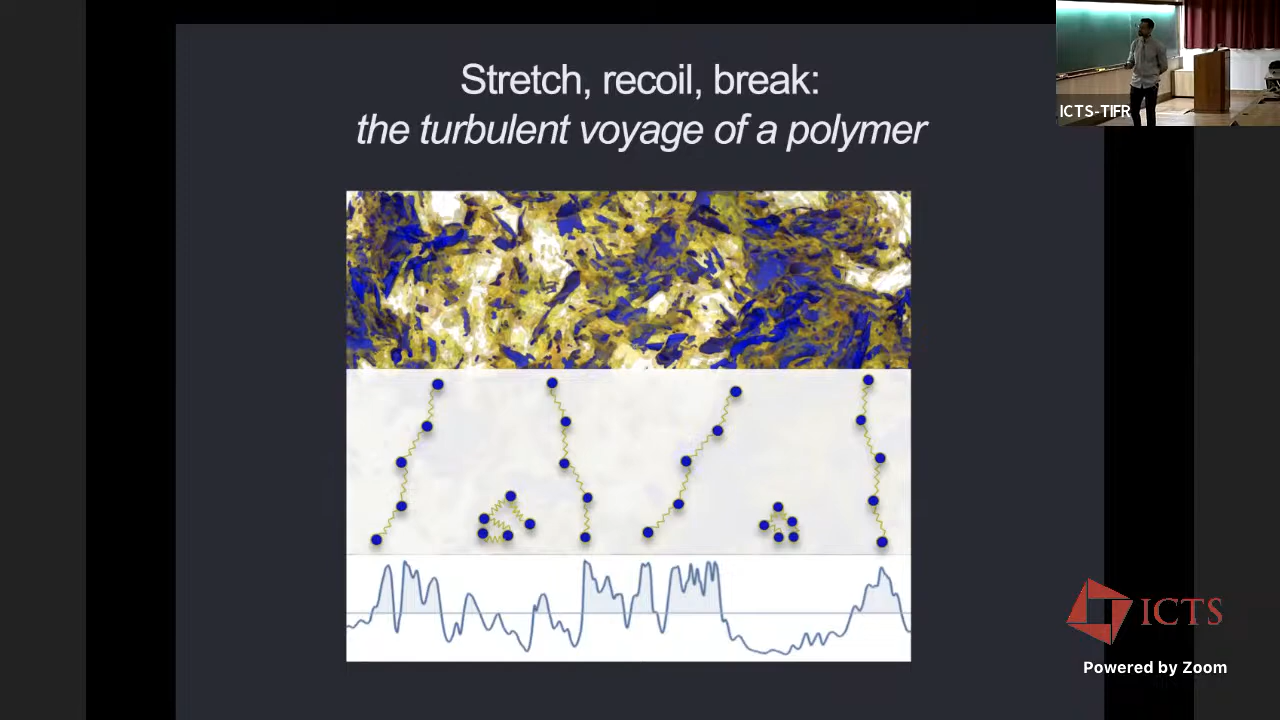 Stretch, recoil, break:
the turbulent voyage of a polymer
ICTS-TIFR
ICTS
Powered by Zoom